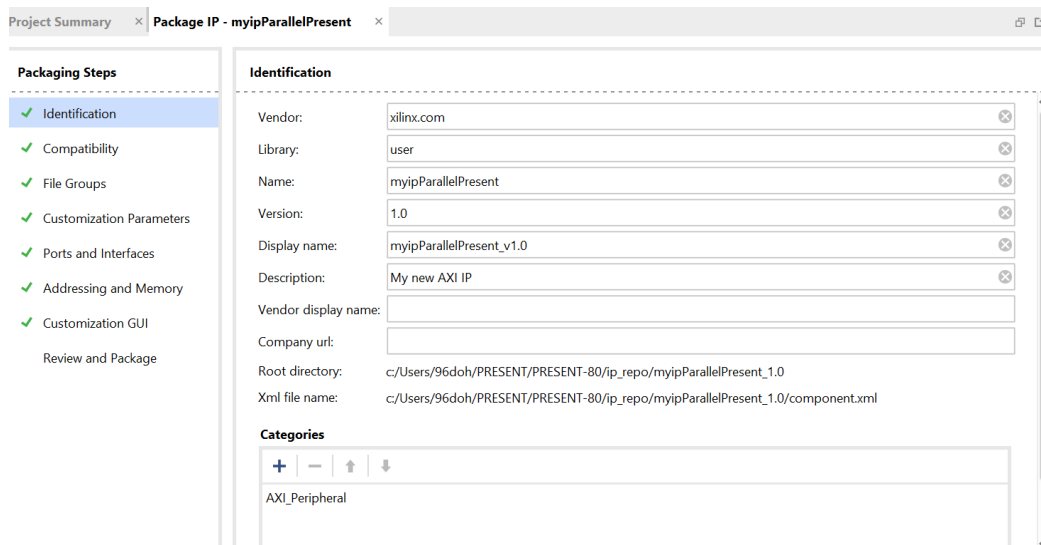 Project Summary × Package IP - myipParallelPresent ×
Packaging Steps
Identification
Compatibility
File Groups
Customization Parameters
Ports and Interfaces
Addressing and Memory
Customization GUI
Review and Package
Identification
Vendor: xilinx.com
Library: user
Name: myipParallelPresent
Version: 1.0
Display name: myipParallelPresent_v1.0
Description: My new AXI IP
Vendor display name:
Company url:
Root directory: c:/Users/96doh/PRESENT/PRESENT-80/ip_repo/myipParallelPresent_1.0
Xml file name: c:/Users/96doh/PRESENT/PRESENT-80/ip_repo/myipParallelPresent_1.0/component.xml
Categories
AXI_Peripheral